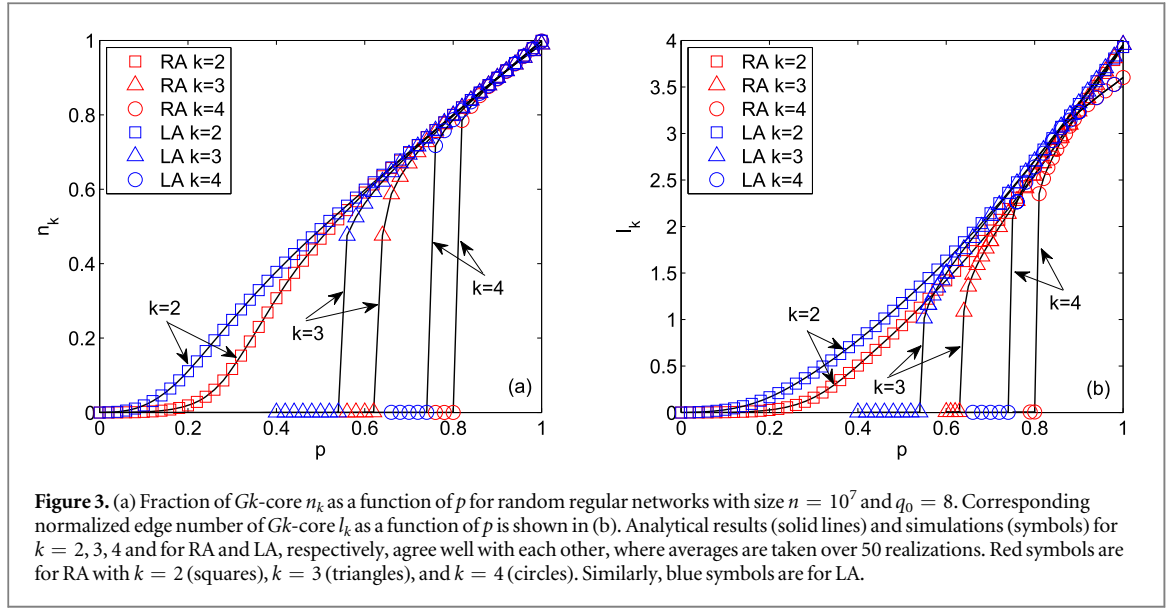 1
0.8
0.6
0.4
0.2
0
n_k
RA k=2
RA k=3
RA k=4
LA k=2
LA k=3
LA k=4
k=2
k=3
k=4
(a)
0 0.2 0.4 0.6 0.8 1
p
4
3.5
3
2.5
2
1.5
1
0.5
0
l_k
RA k=2
RA k=3
RA k=4
LA k=2
LA k=3
LA k=4
k=2
k=3
k=4
(b)
0 0.2 0.4 0.6 0.8 1
p
Figure 3. (a) Fraction of Gk-core n_k as a function of p for random regular networks with size n = 10^7 and q_0 = 8. Corresponding
normalized edge number of Gk-core l_k as a function of p is shown in (b). Analytical results (solid lines) and simulations (symbols) for
k = 2, 3, 4 and for RA and LA, respectively, agree well with each other, where averages are taken over 50 realizations. Red symbols are
for RA with k = 2 (squares), k = 3 (triangles), and k = 4 (circles). Similarly, blue symbols are for LA.